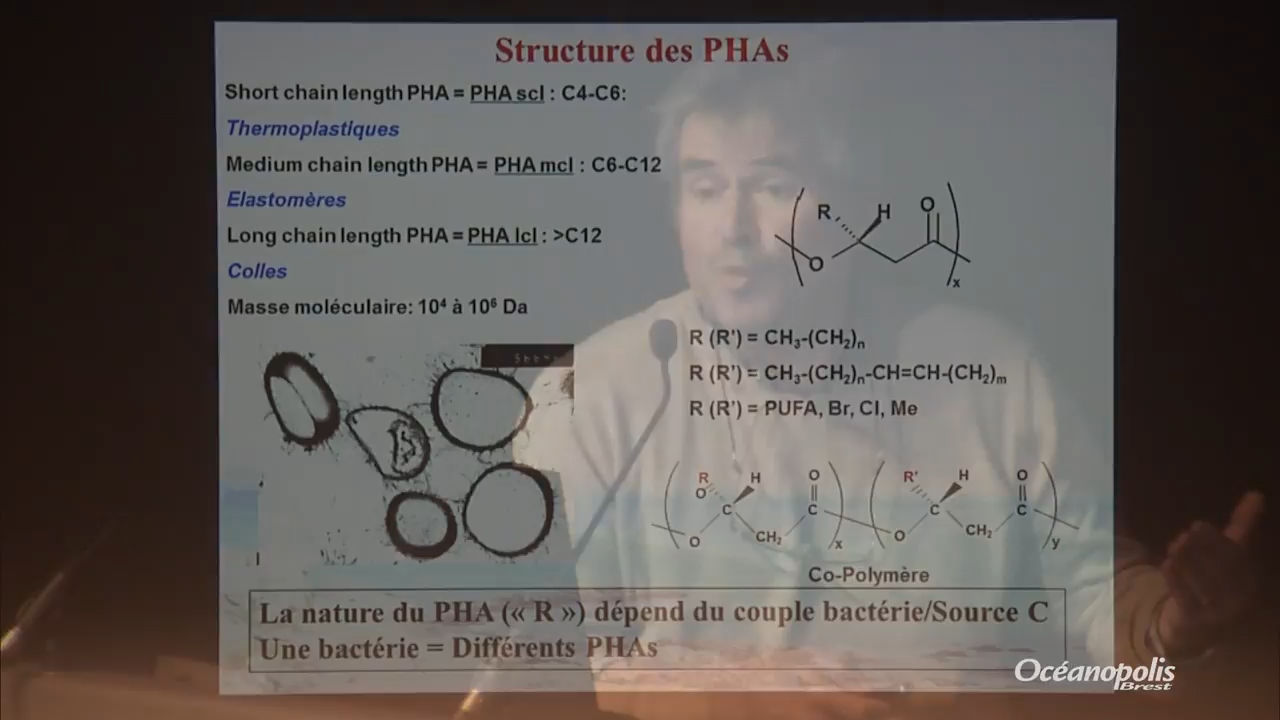 Structure des PHAs
Short chain length PHA = PHA scl : C4-C6:
Thermoplastiques
Medium chain length PHA = PHA mcl : C6-C12
Elastomères
Long chain length PHA = PHA lcl : >C12
Colles
Masse moléculaire: 10⁴ à 10⁶ Da
R H O
O
x
R (R') = CH₃-(CH₂)ₙ
R (R') = CH₃-(CH₂)ₙ-CH=CH-(CH₂)ₘ
R (R') = PUFA, Br, Cl, Me
R H O R' H O
O
C C C C
O CH₂ x O CH₂ y
Co-Polymère
La nature du PHA (« R ») dépend du couple bactérie/Source C
Une bactérie = Différents PHAs
Océanopolis
Brest